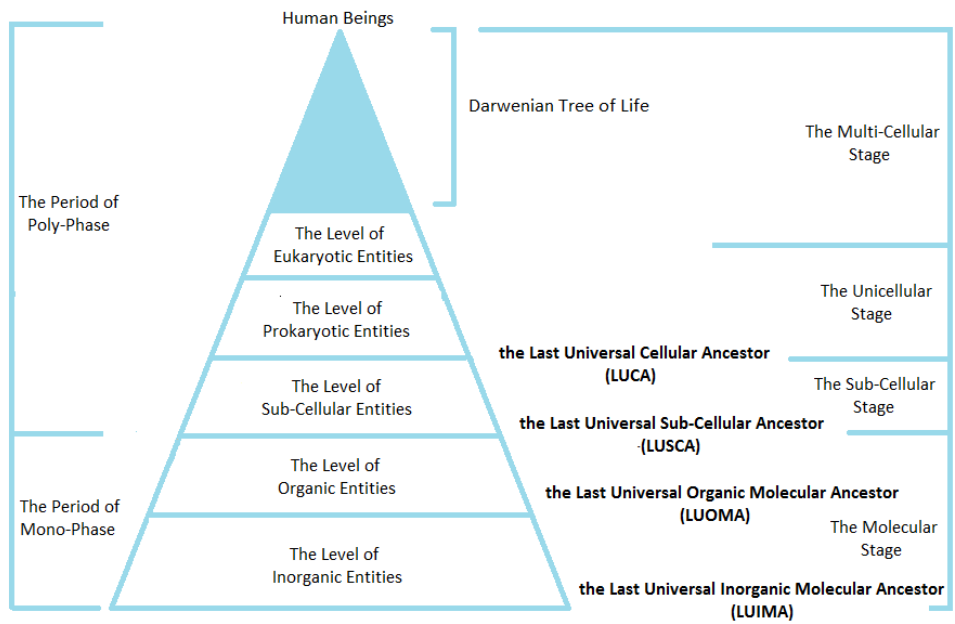 Human Beings
Darwenian Tree of Life
The Multi-Cellular
Stage
The Period of
Poly-Phase
The Level of
Eukaryotic Entities
The Unicellular
Stage
The Level of
Prokaryotic Entities
the Last Universal Cellular Ancestor
(LUCA)
The Sub-Cellular
Stage
The Level of
Sub-Cellular Entities
the Last Universal Sub-Cellular Ancestor
(LUSCA)
The Level of
Organic Entities
the Last Universal Organic Molecular Ancestor
(LUOMA)
The Period of
Mono-Phase
The Molecular
Stage
The Level of
Inorganic Entities
the Last Universal Inorganic Molecular Ancestor
(LUIMA)